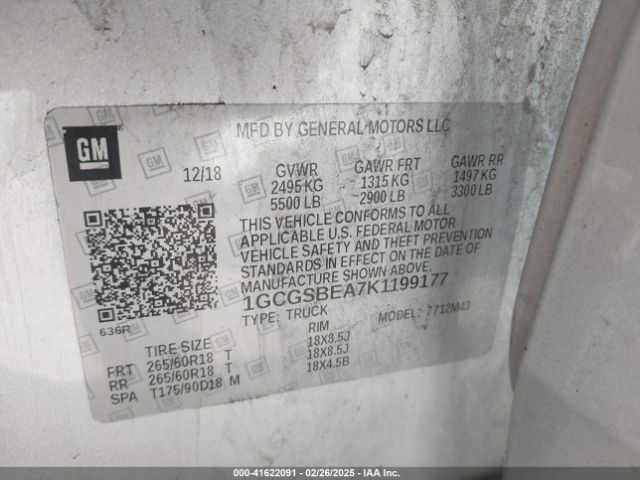 GM
MFD BY GENERAL MOTORS LLC
12/18 GVWR GAWR FRT GAWR RR
2495 KG 1315 KG 1497 KG
5500 LB 2900 LB 3300 LB
THIS VEHICLE CONFORMS TO ALL
APPLICABLE U.S. FEDERAL MOTOR
VEHICLE SAFETY AND THEFT PREVENTION
STANDARDS IN EFFECT ON THE DATE OF
MANUFACTURE SHOWN ABOVE.
1GCGSBEA7K1199177
636R
TYPE: TRUCK MODEL: 7712M43
TIRE SIZE RIM
FRT 265/60R18 T 18X8.5J
RR 265/60R18 T 18X8.5J
SPA T175/90D18 M 18X4.5B
000-41622091 | 02/26/2025 | IAA Inc.